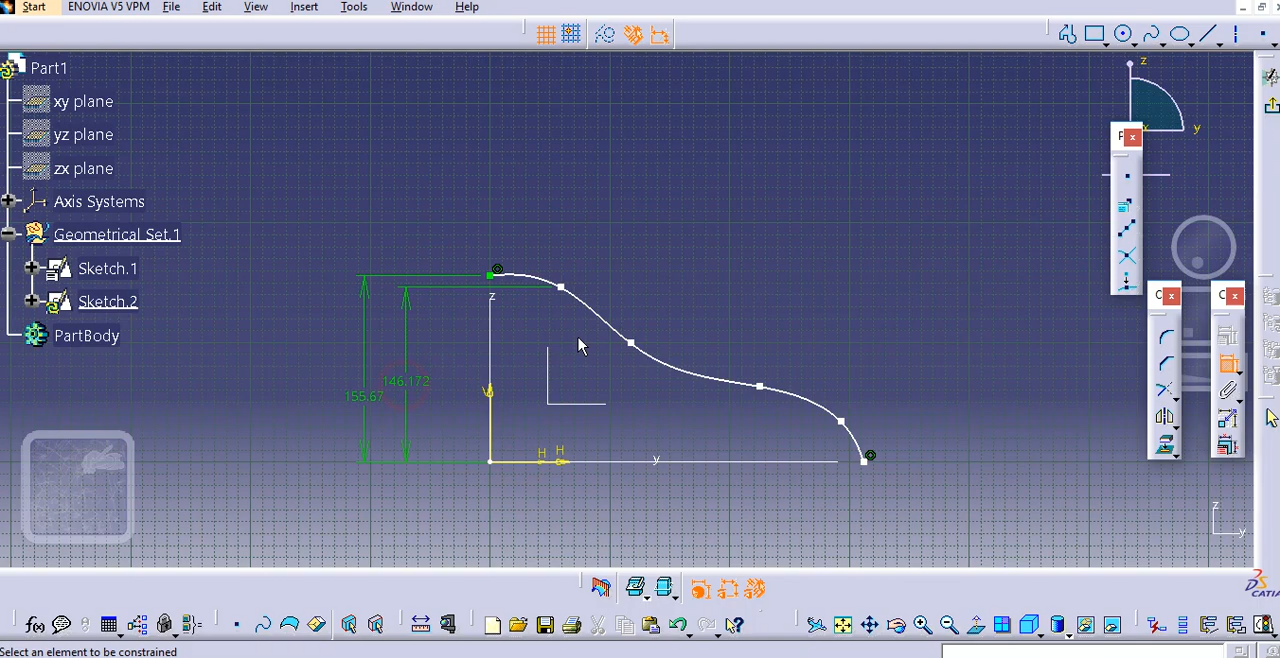 Start ENOVIA V5 VPM File Edit View Insert Tools Window Help
Part1
xy plane
yz plane
zx plane
Axis Systems
Geometrical Set.1
Sketch.1
Sketch.2
PartBody
z
y
P
C
C
z
146.172
155.67
V
H H
y
z
y
CATIA
f(x)
Select an element to be constrained